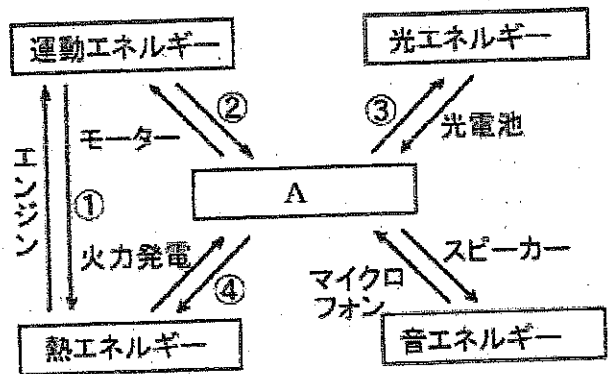 運動エネルギー
光エネルギー
②
③
モーター
光電池
エンジン
①
A
火力発電
④
スピーカー
マイクロ
フォン
熱エネルギー
音エネルギー